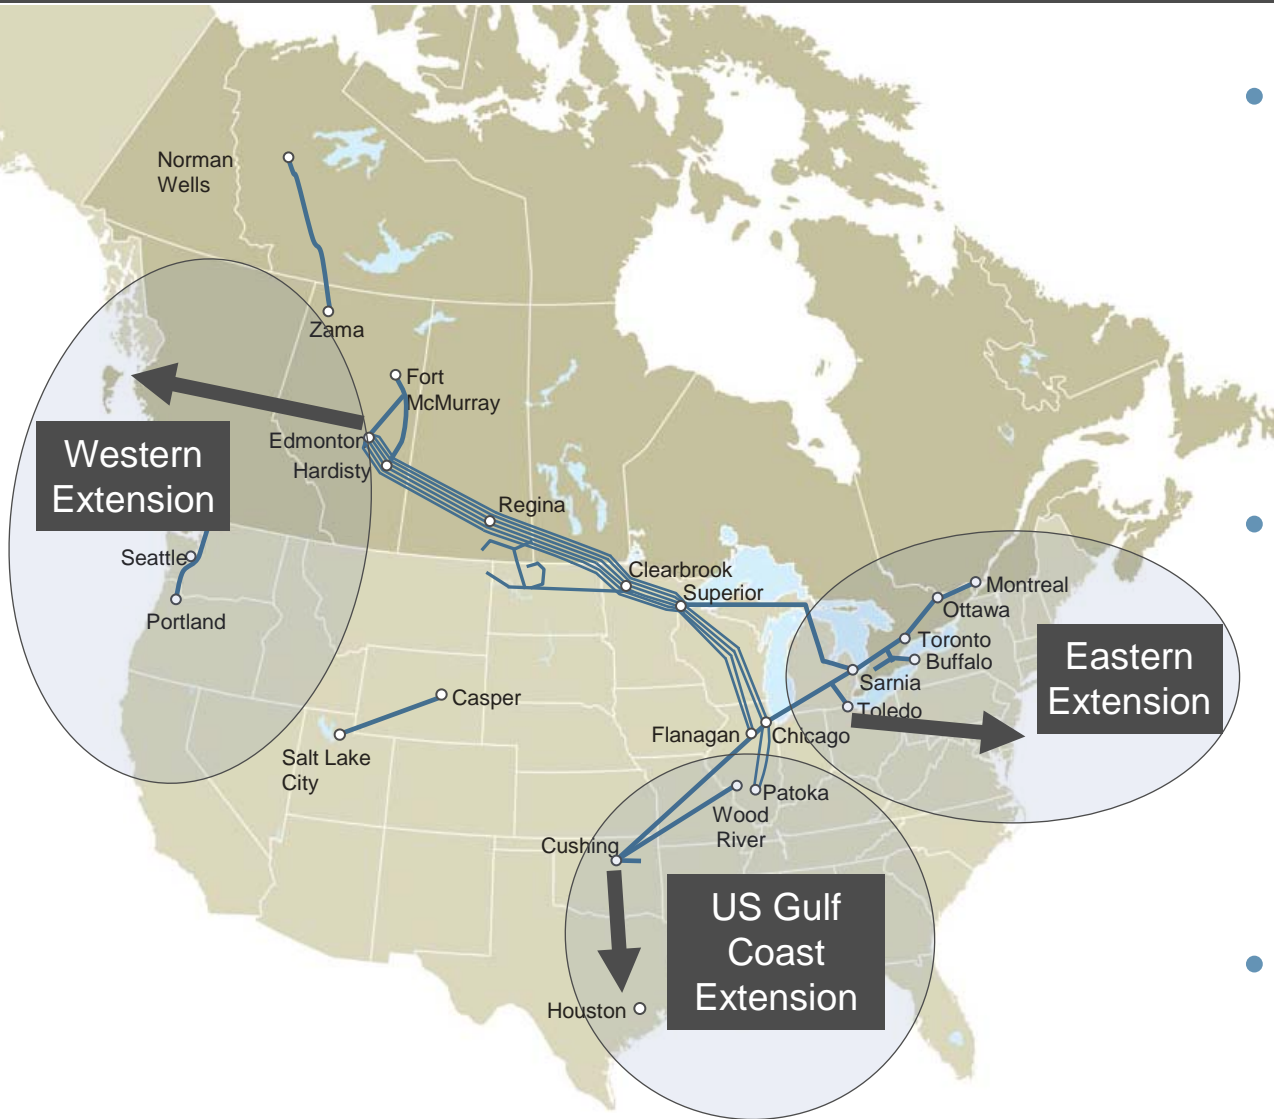 Norman
Wells
Zama
Fort
McMurray
Edmonton
Hardisty
Western
Extension
Regina
Seattle
Clearbrook
Superior
Portland
Montreal
Ottawa
Toronto
Buffalo
Eastern
Extension
Sarnia
Casper
Toledo
Flanagan
Chicago
Salt Lake
City
Patoka
Wood
River
Cushing
US Gulf
Coast
Extension
Houston